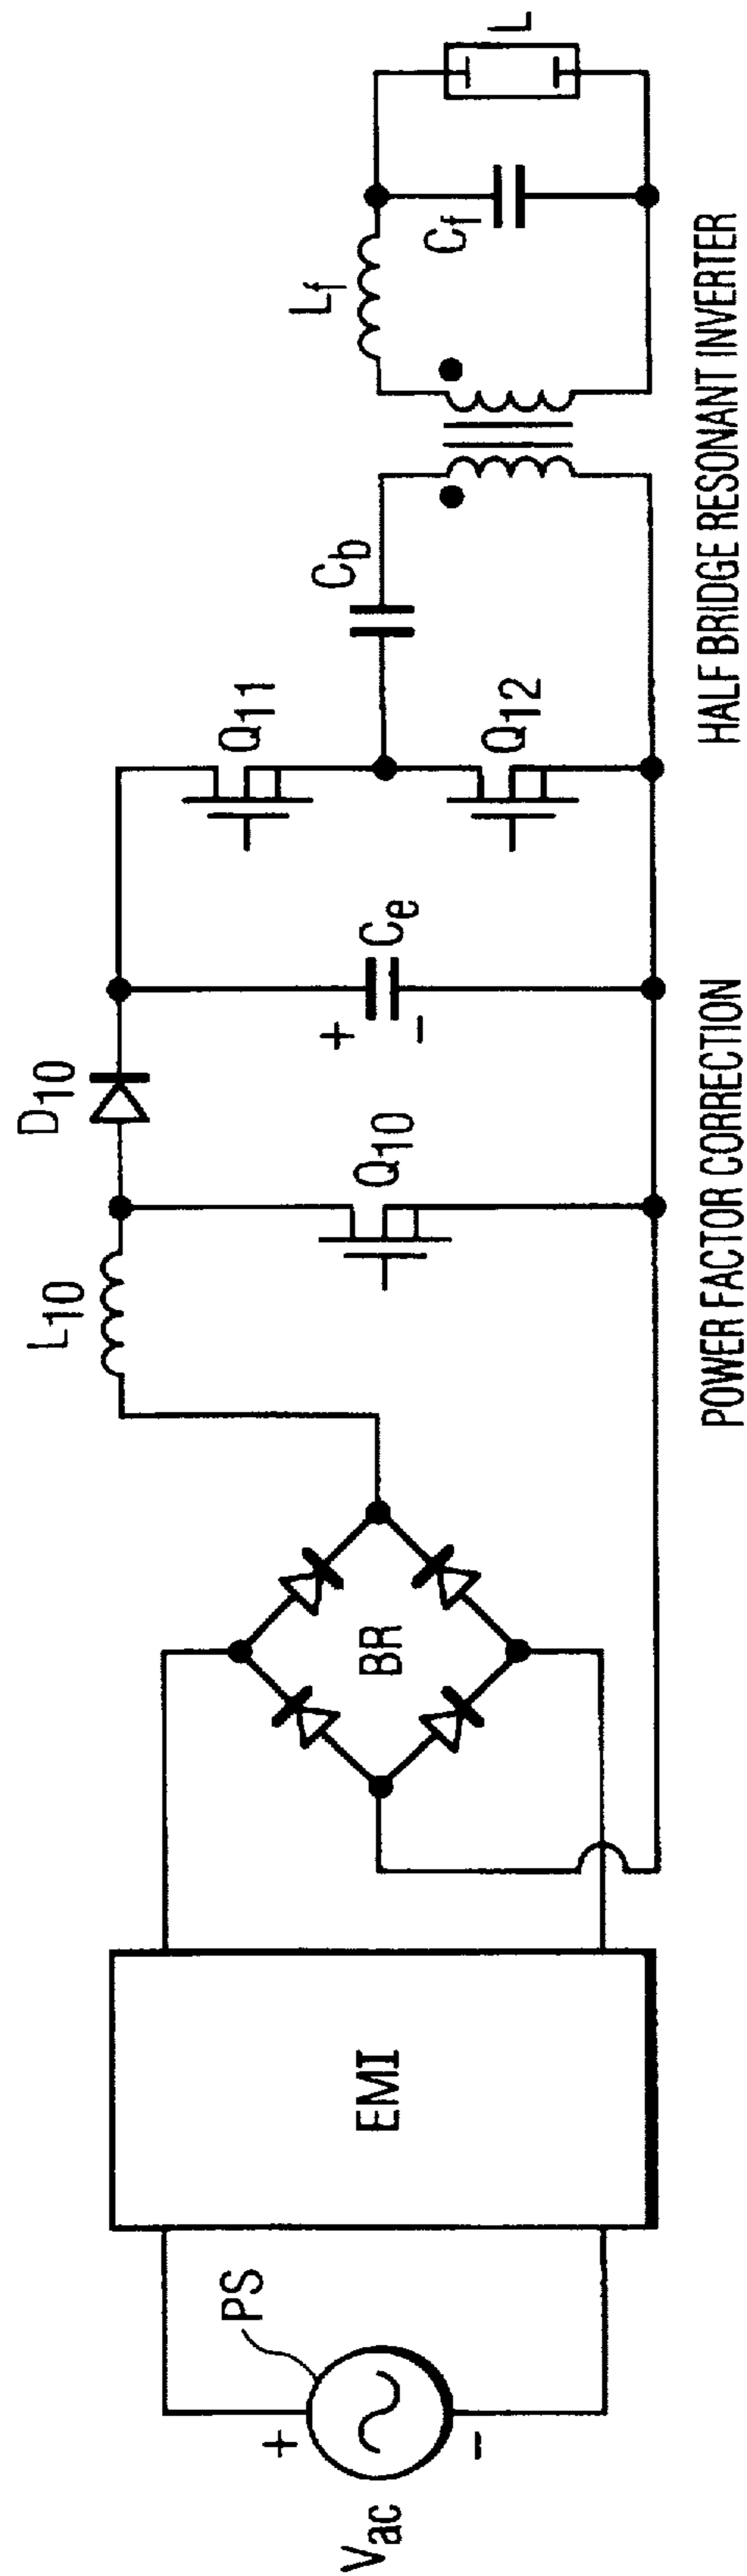 Vac
+
-
PS
EMI
BR
L10
D10
Q10
+
-
Ce
Q11
Q12
Cb
Lf
Cf
L
POWER FACTOR CORRECTION
HALF BRIDGE RESONANT INVERTER